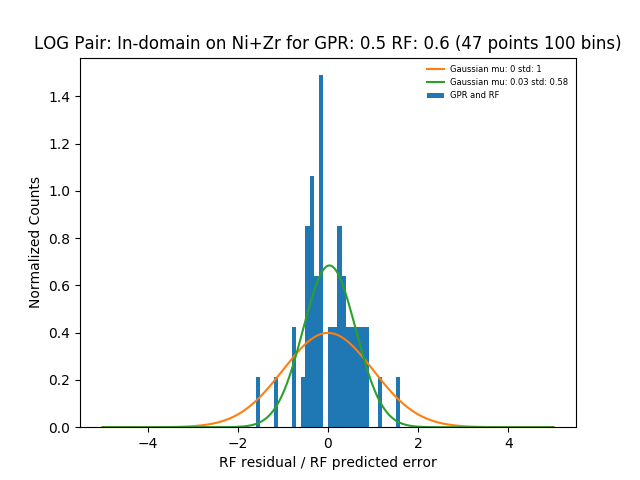 LOG Pair: In-domain on Ni+Zr for GPR: 0.5 RF: 0.6 (47 points 100 bins)
Gaussian mu: 0 std: 1
Gaussian mu: 0.03 std: 0.58
GPR and RF
Normalized Counts
1.4
1.2
1.0
0.8
0.6
0.4
0.2
0.0
−4 −2 0 2 4
RF residual / RF predicted error